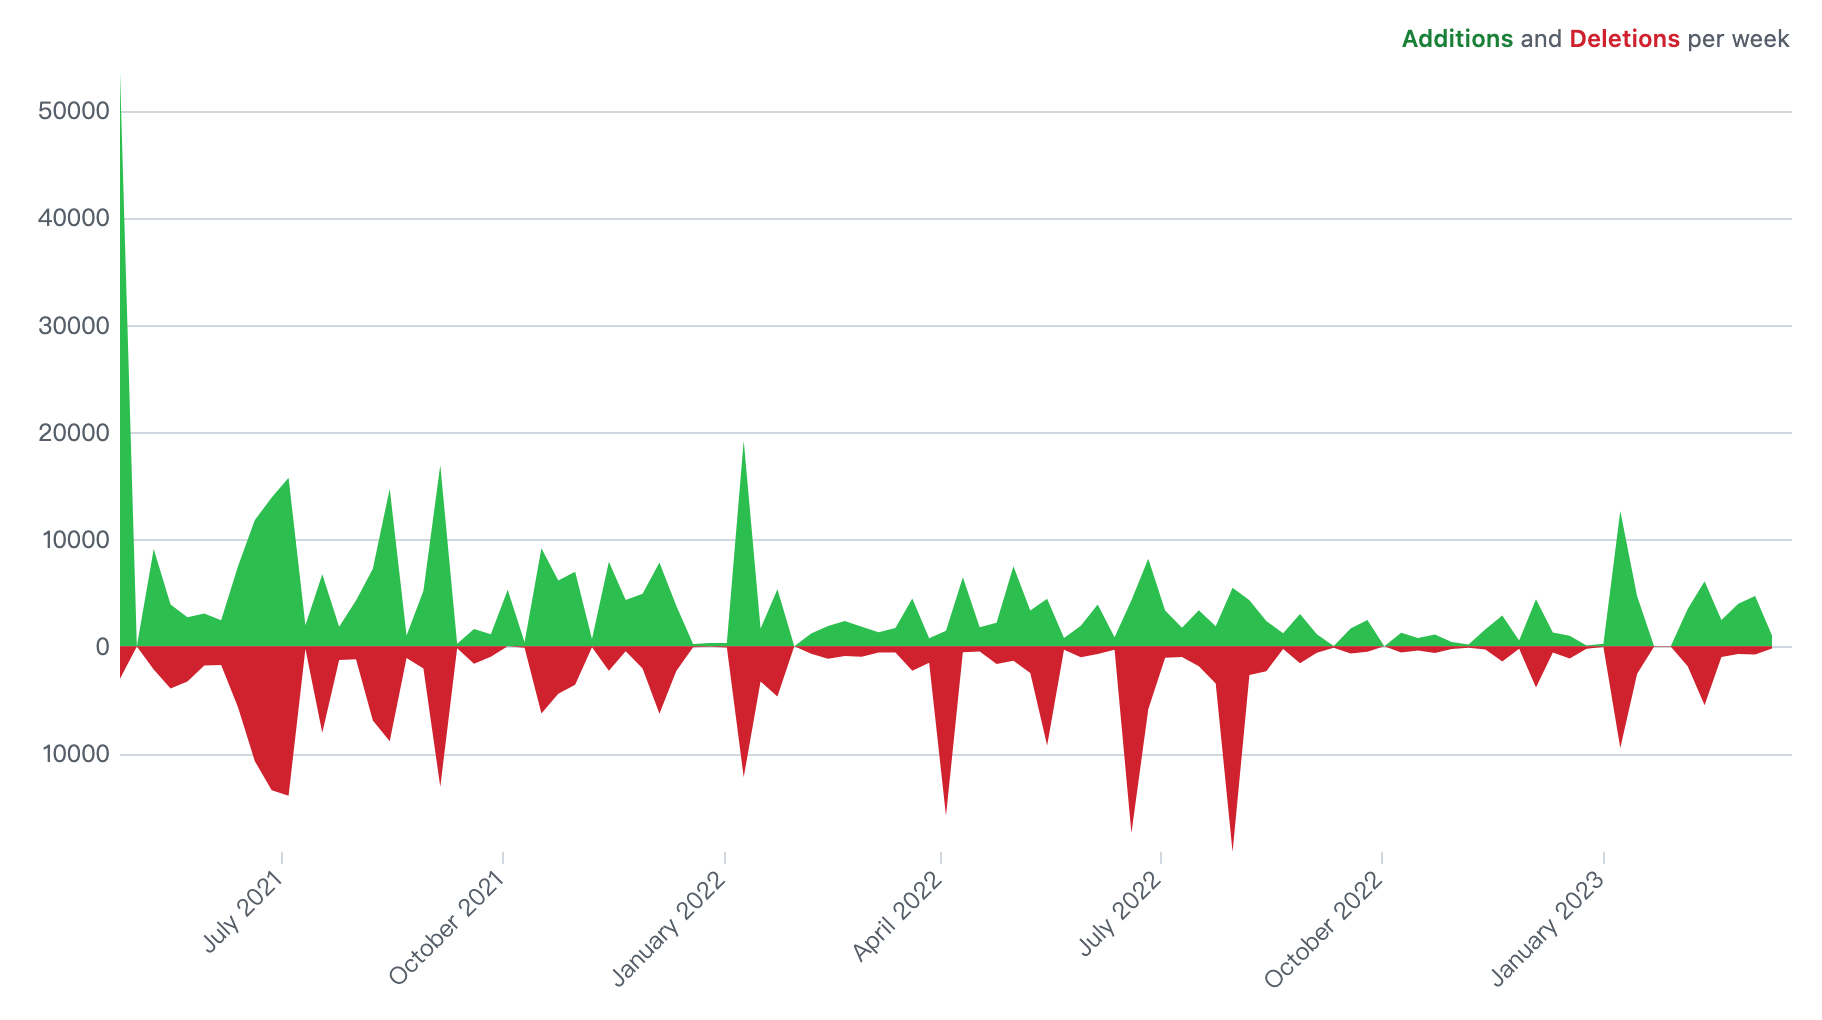 Additions and Deletions per week
50000
40000
30000
20000
10000
0
10000
July 2021
October 2021
January 2022
April 2022
July 2022
October 2022
January 2023